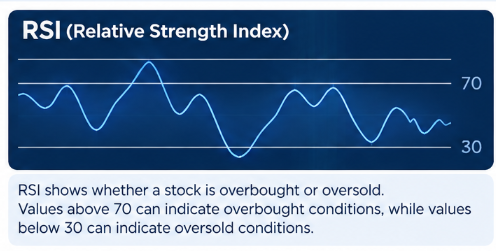 RSI (Relative Strength Index)
70
30
RSI shows whether a stock is overbought or oversold.
Values above 70 can indicate overbought conditions, while values
below 30 can indicate oversold conditions.